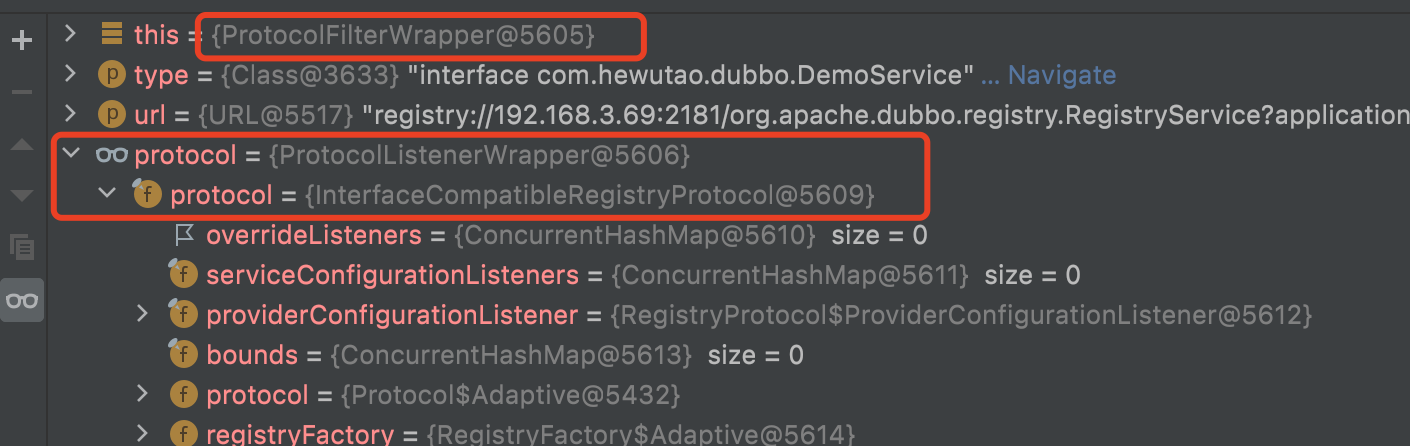 this = {ProtocolFilterWrapper@5605}
p type = {Class@3633} "interface com.hewutao.dubbo.DemoService" ... Navigate
p url = {URL@5517} "registry://192.168.3.69:2181/org.apache.dubbo.registry.RegistryService?application
protocol = {ProtocolListenerWrapper@5606}
f protocol = {InterfaceCompatibleRegistryProtocol@5609}
overrideListeners = {ConcurrentHashMap@5610} size = 0
f serviceConfigurationListeners = {ConcurrentHashMap@5611} size = 0
f providerConfigurationListener = {RegistryProtocol$ProviderConfigurationListener@5612}
f bounds = {ConcurrentHashMap@5613} size = 0
f protocol = {Protocol$Adaptive@5432}
f registryFactory = {RegistryFactory$Adaptive@5614}